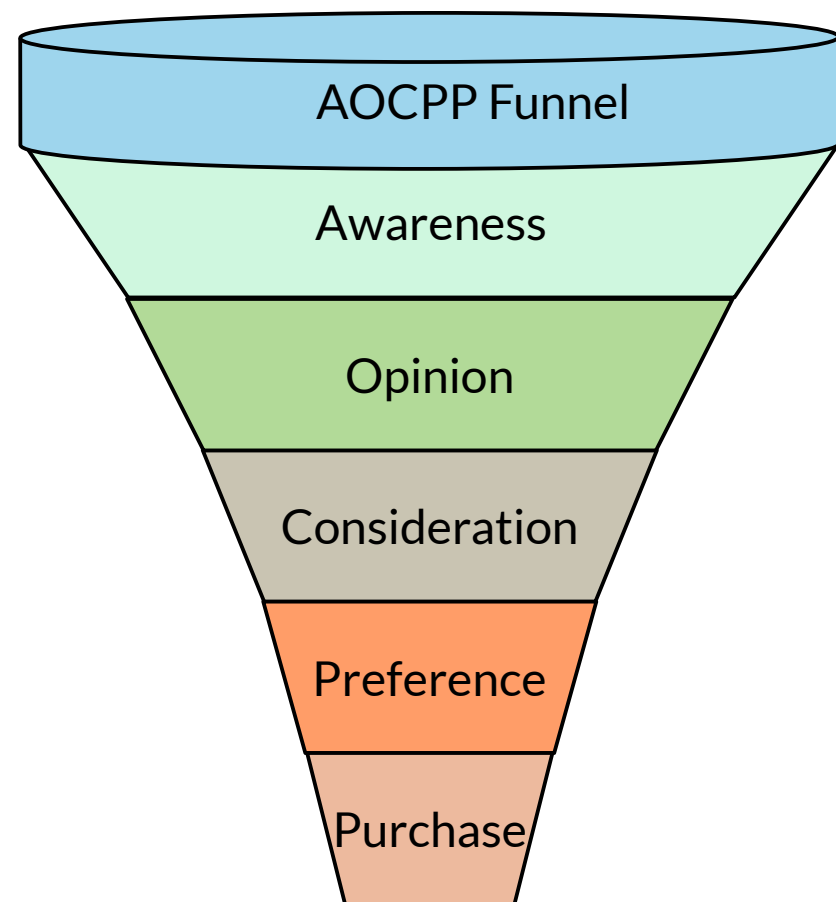 AOCPP Funnel
Awareness
Opinion
Consideration
Preference
Purchase